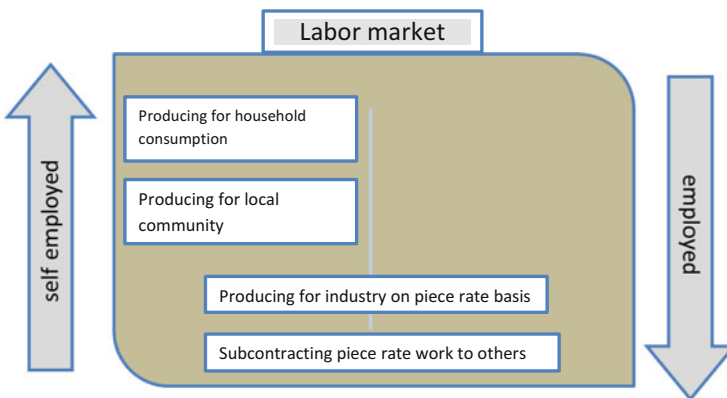 Labor market
Producing for household
consumption
Producing for local
community
Producing for industry on piece rate basis
Subcontracting piece rate work to others
self employed
employed